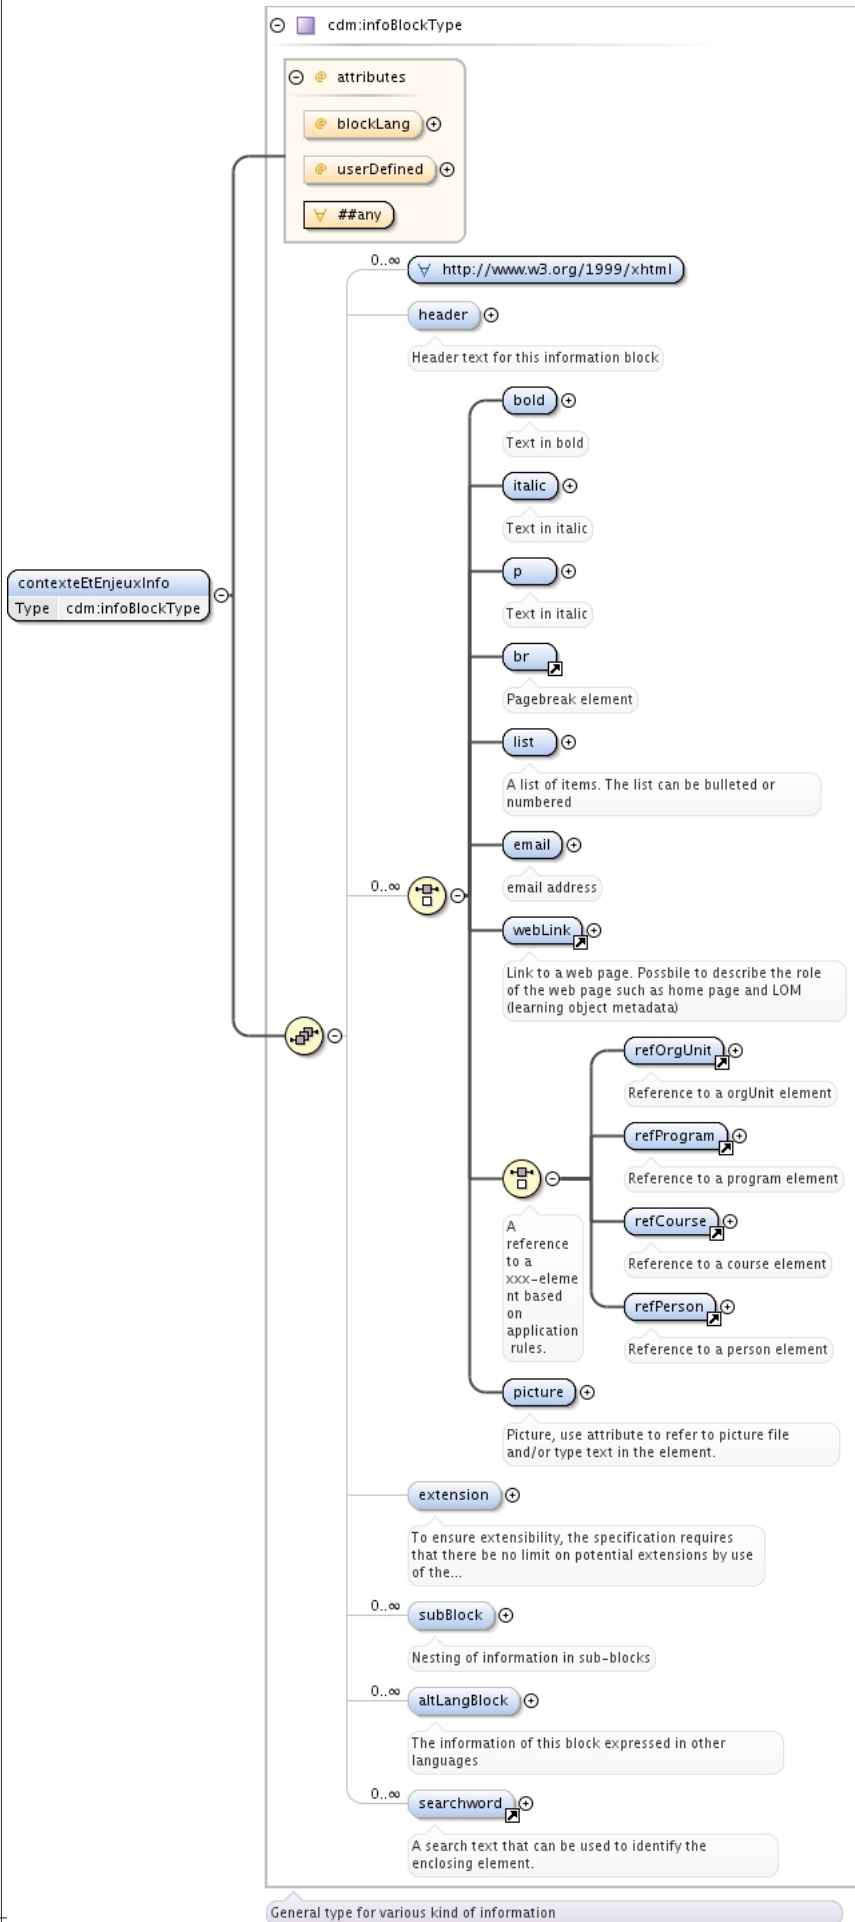 cdm:infoBlockType
@ attributes
@ blockLang
@ userDefined
∀ ##any
0..∞
∀ http://www.w3.org/1999/xhtml
header
Header text for this information block
bold
Text in bold
italic
Text in italic
contexteEtEnjeuxInfo
Type cdm:infoBlockType
p
Text in italic
br
Pagebreak element
list
A list of items. The list can be bulleted or
numbered
email
0..∞
email address
webLink
Link to a web page. Possbile to describe the role
of the web page such as home page and LOM
(learning object metadata)
refOrgUnit
Reference to a orgUnit element
refProgram
Reference to a program element
refCourse
Reference to a course element
refPerson
Reference to a person element
A
reference
to a
xxx-eleme
nt based
on
application
rules.
picture
Picture, use attribute to refer to picture file
and/or type text in the element.
extension
To ensure extensibility, the specification requires
that there be no limit on potential extensions by use
of the...
0..∞
subBlock
Nesting of information in sub-blocks
0..∞
altLangBlock
The information of this block expressed in other
languages
0..∞
searchword
A search text that can be used to identify the
enclosing element.
General type for various kind of information